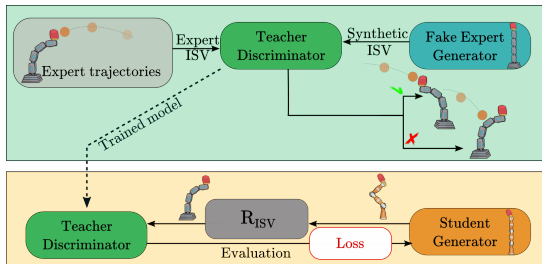 Expert trajectories
Expert
ISV
Teacher
Discriminator
Synthetic
ISV
Fake Expert
Generator
Trained model
Teacher
Discriminator
R_ISV
Evaluation
Loss
Student
Generator